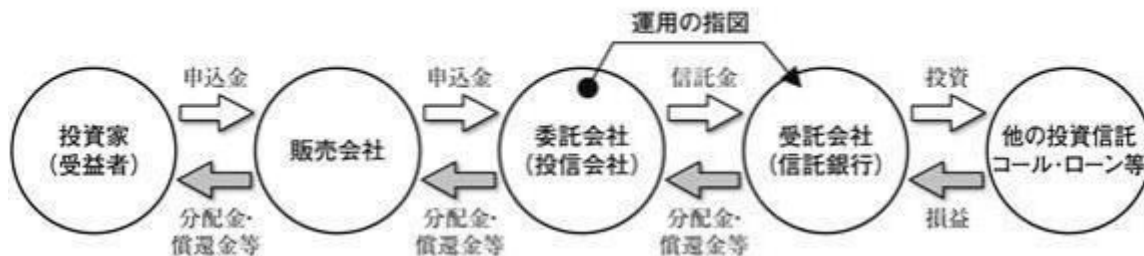 運用の指図
申込金
申込金
信託金
投資
投資家
(受益者)
販売会社
委託会社
(投信会社)
受託会社
(信託銀行)
他の投資信託
コール・ローン等
分配金・
償還金等
分配金・
償還金等
分配金・
償還金等
損益